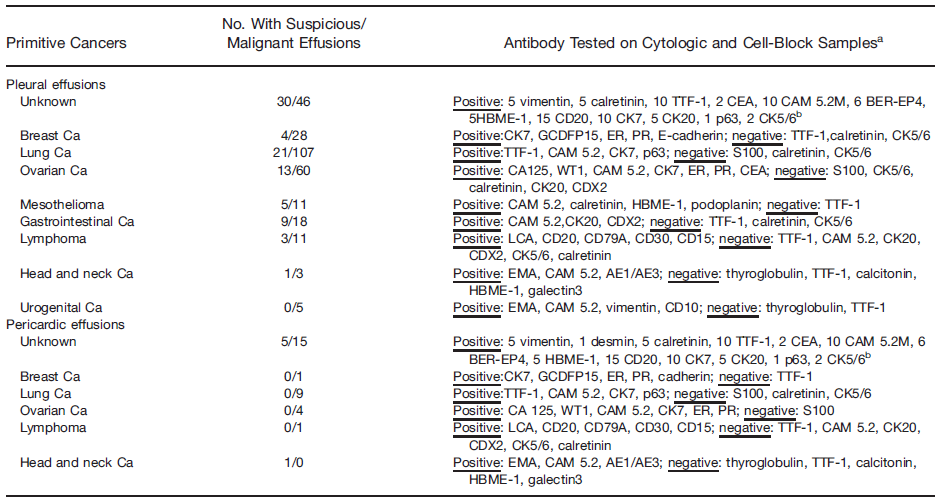 Primitive Cancers No. With Suspicious/ Malignant Effusions Antibody Tested on Cytologic and Cell-Block Samplesᵃ
Pleural effusions
Unknown 30/46 Positive: 5 vimentin, 5 calretinin, 10 TTF-1, 2 CEA, 10 CAM 5.2M, 6 BER-EP4,
5HBME-1, 15 CD20, 10 CK7, 5 CK20, 1 p63, 2 CK5/6ᵇ
Breast Ca 4/28 Positive:CK7, GCDFP15, ER, PR, E-cadherin; negative: TTF-1,calretinin, CK5/6
Lung Ca 21/107 Positive:TTF-1, CAM 5.2, CK7, p63; negative: S100, calretinin, CK5/6
Ovarian Ca 13/60 Positive: CA125, WT1, CAM 5.2, CK7, ER, PR, CEA; negative: S100, CK5/6,
calretinin, CK20, CDX2
Mesothelioma 5/11 Positive: CAM 5.2, calretinin, HBME-1, podoplanin; negative: TTF-1
Gastrointestinal Ca 9/18 Positive: CAM 5.2,CK20, CDX2; negative: TTF-1, calretinin, CK5/6
Lymphoma 3/11 Positive: LCA, CD20, CD79A, CD30, CD15; negative: TTF-1, CAM 5.2, CK20,
CDX2, CK5/6, calretinin
Head and neck Ca 1/3 Positive: EMA, CAM 5.2, AE1/AE3; negative: thyroglobulin, TTF-1, calcitonin,
HBME-1, galectin3
Urogenital Ca 0/5 Positive: EMA, CAM 5.2, vimentin, CD10; negative: thyroglobulin, TTF-1
Pericardic effusions
Unknown 5/15 Positive: 5 vimentin, 1 desmin, 5 calretinin, 10 TTF-1, 2 CEA, 10 CAM 5.2M, 6
BER-EP4, 5 HBME-1, 15 CD20, 10 CK7, 5 CK20, 1 p63, 2 CK5/6ᵇ
Breast Ca 0/1 Positive:CK7, GCDFP15, ER, PR, cadherin; negative: TTF-1
Lung Ca 0/9 Positive:TTF-1, CAM 5.2, CK7, p63; negative: S100, calretinin, CK5/6
Ovarian Ca 0/4 Positive: CA 125, WT1, CAM 5.2, CK7, ER, PR; negative: S100
Lymphoma 0/1 Positive: LCA, CD20, CD79A, CD30, CD15; negative: TTF-1, CAM 5.2, CK20,
CDX2, CK5/6, calretinin
Head and neck Ca 1/0 Positive: EMA, CAM 5.2, AE1/AE3; negative: thyroglobulin, TTF-1, calcitonin,
HBME-1, galectin3